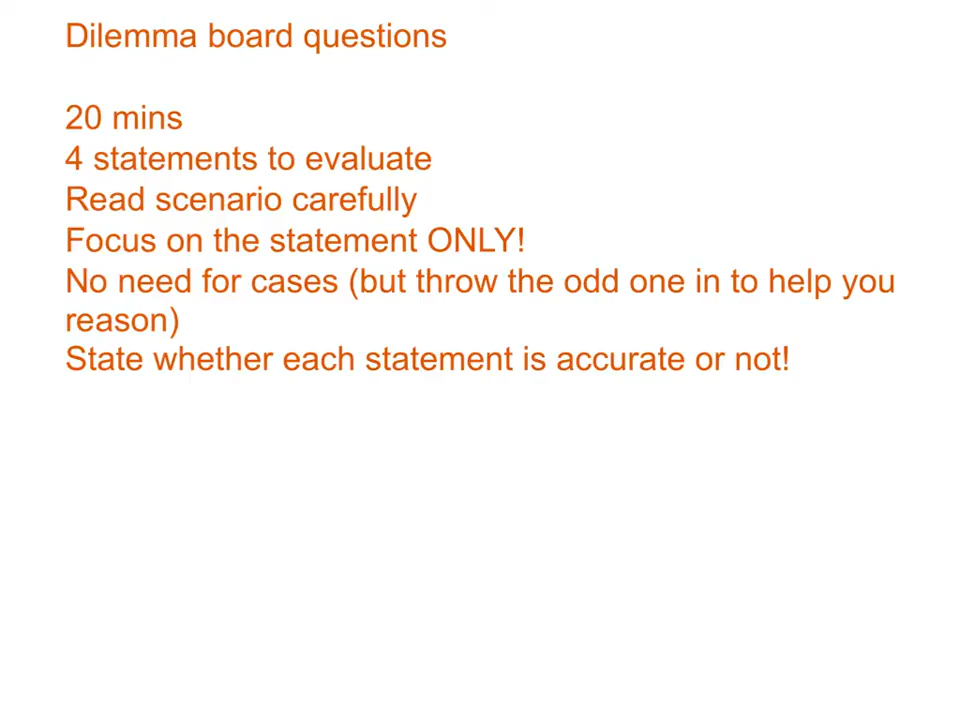 Dilemma board questions
20 mins
4 statements to evaluate
Read scenario carefully
Focus on the statement ONLY!
No need for cases (but throw the odd one in to help you
reason)
State whether each statement is accurate or not!